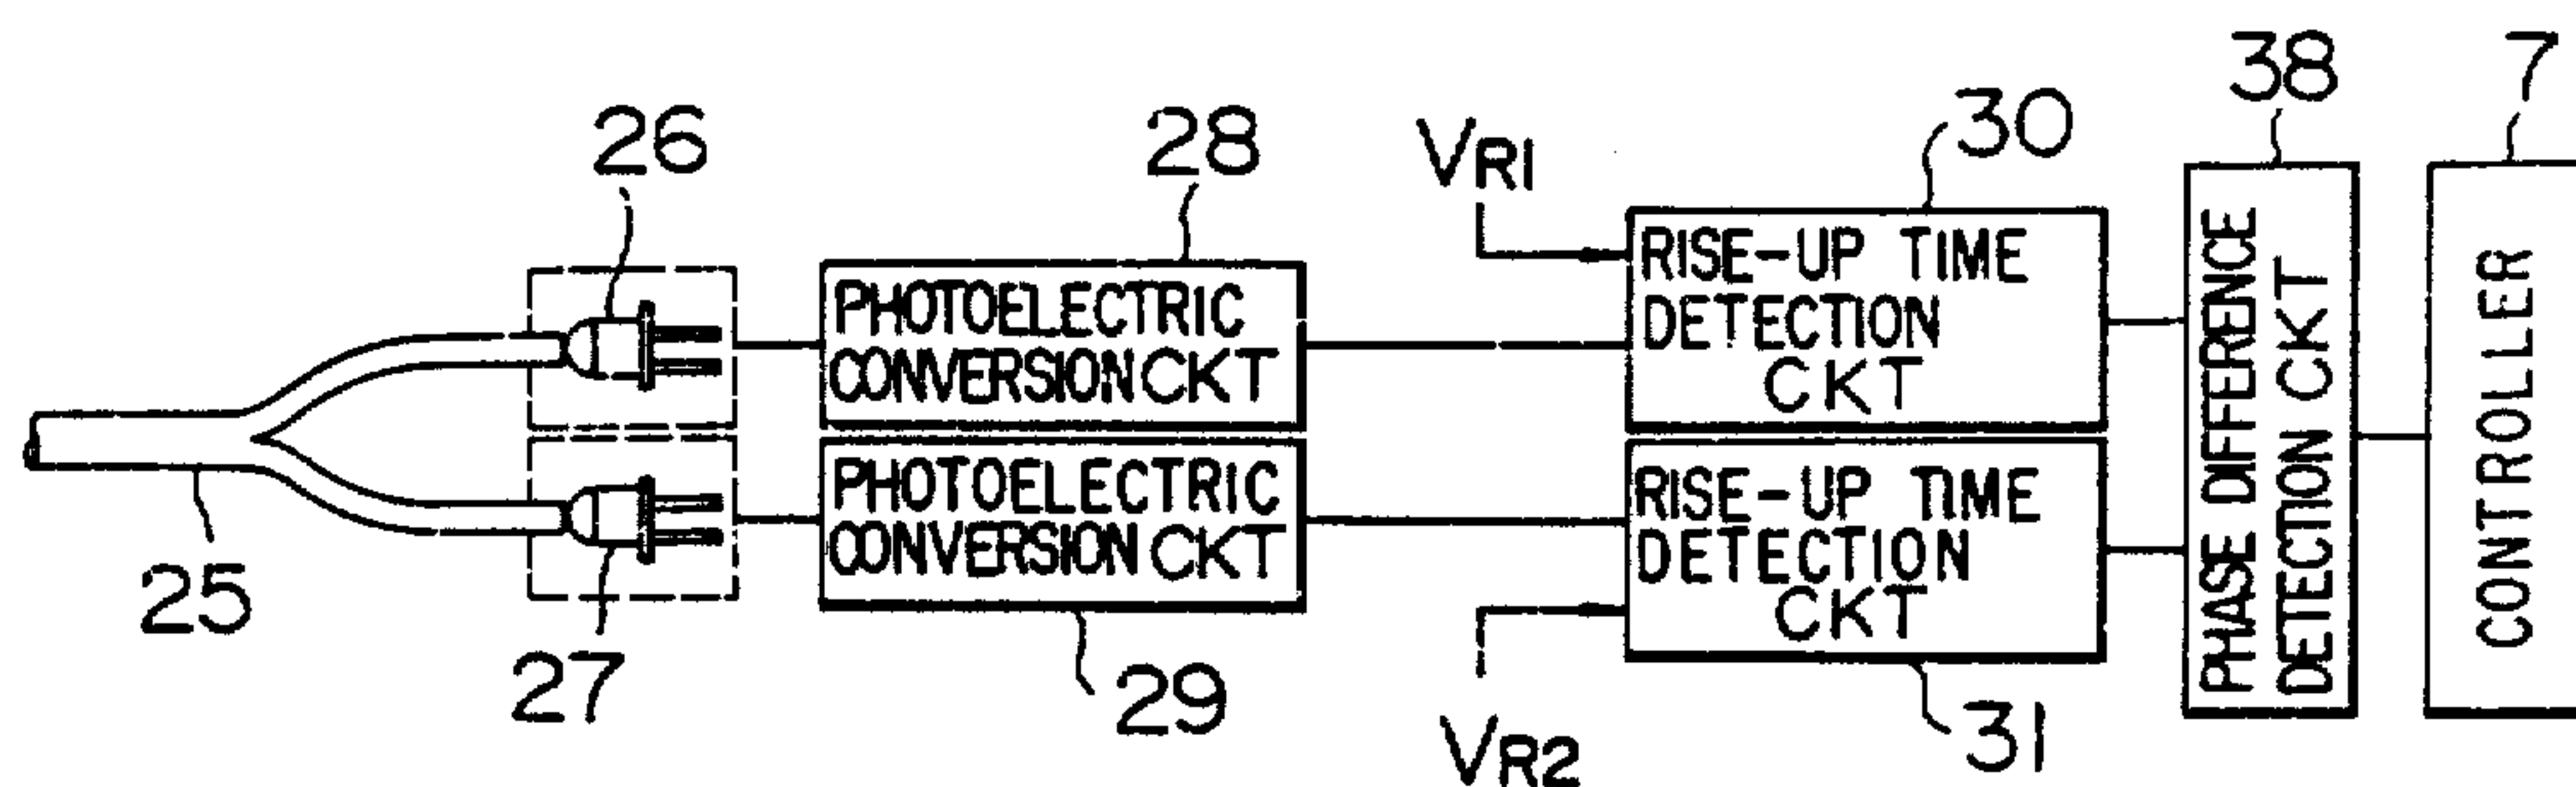 26
28
VR1
30
38
7
PHOTOELECTRIC
CONVERSION CKT
RISE-UP TIME
DETECTION
CKT
PHASE DIFFERENCE
DETECTION CKT
CONTROLLER
PHOTOELECTRIC
CONVERSION CKT
RISE-UP TIME
DETECTION
CKT
25
27
29
VR2
31